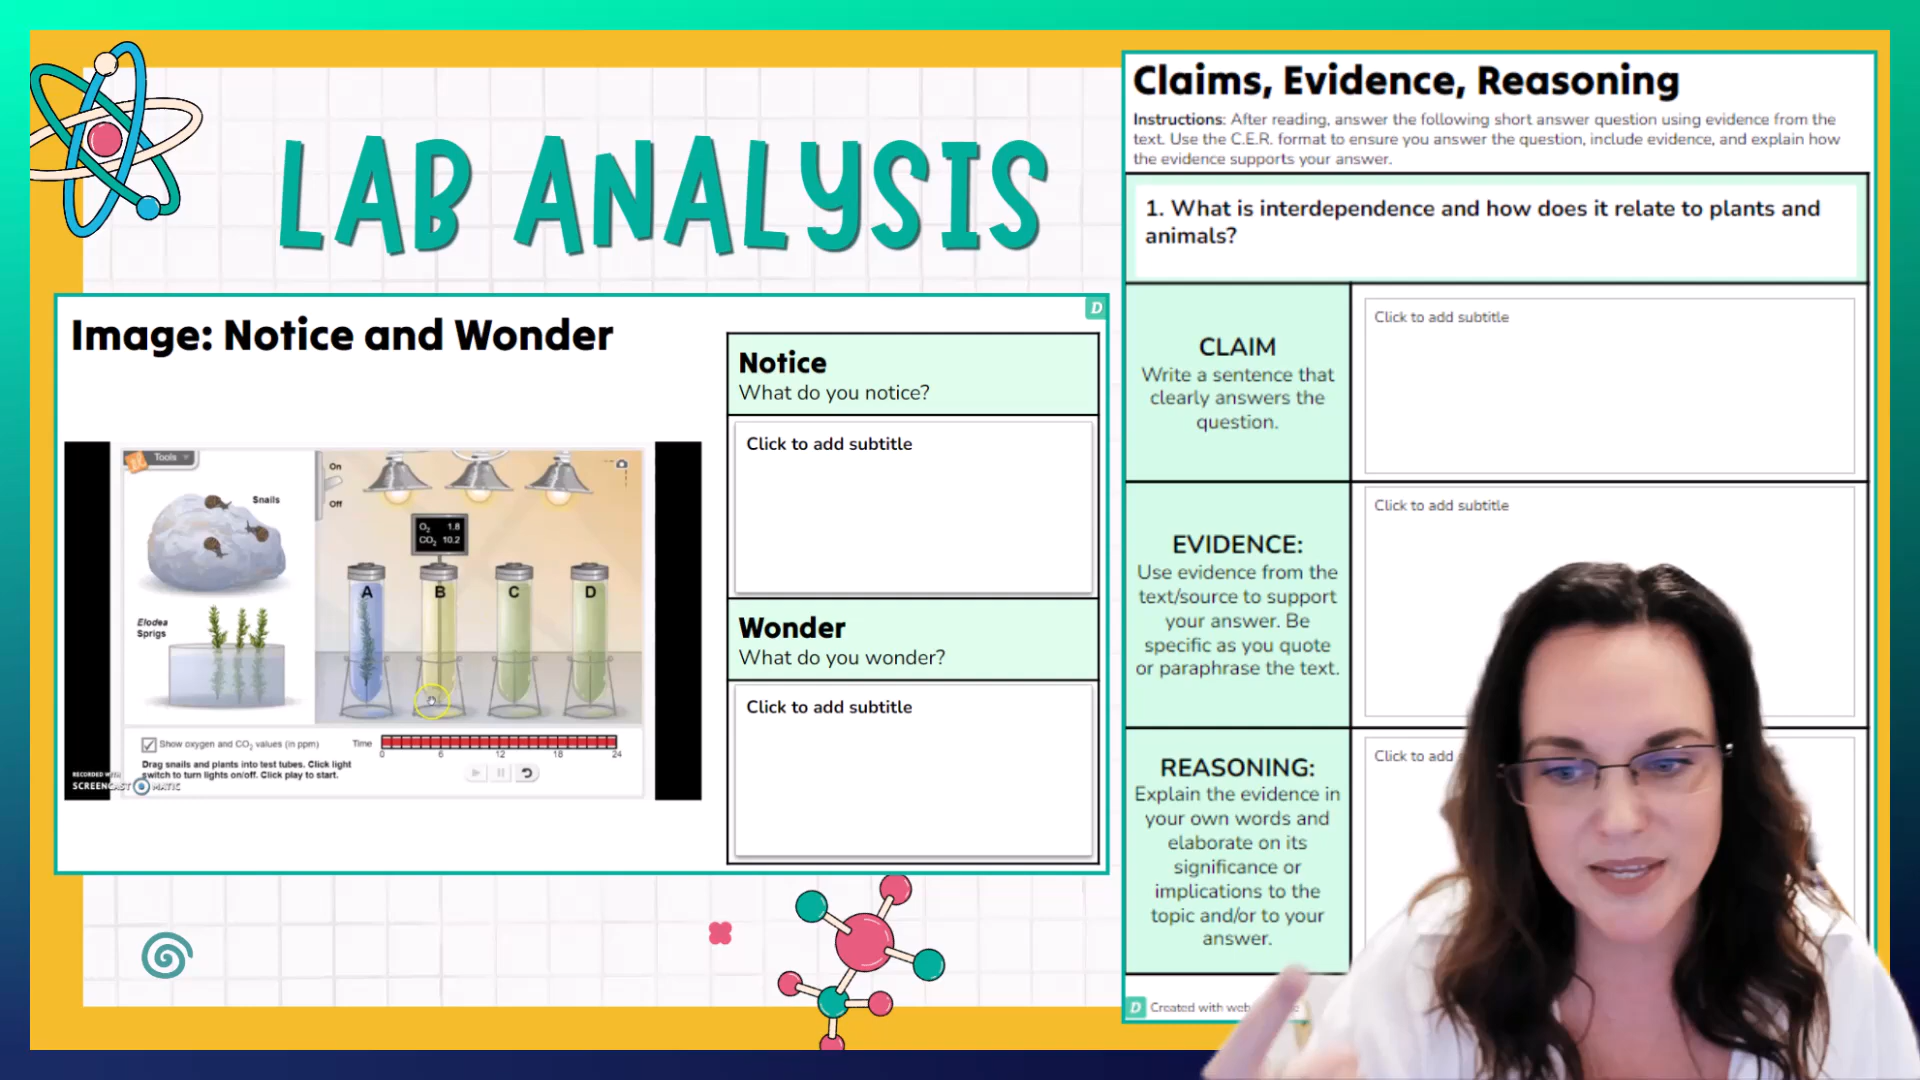 LAB ANALYSIS
Image: Notice and Wonder
Tools
Snails
Elodea
Sprigs
On
Off
O2 1.8
CO2 10.2
A
B
C
D
Show oxygen and CO2 values (in ppm)
Time
0 6 12 18 24
Drag snails and plants into test tubes. Click light
switch to turn lights on/off. Click play to start.
RECORDED WITH
SCREENCAST MATIC
D
Notice
What do you notice?
Click to add subtitle
Wonder
What do you wonder?
Click to add subtitle
Claims, Evidence, Reasoning
Instructions: After reading, answer the following short answer question using evidence from the
text. Use the C.E.R. format to ensure you answer the question, include evidence, and explain how
the evidence supports your answer.
1. What is interdependence and how does it relate to plants and
animals?
CLAIM
Write a sentence that
clearly answers the
question.
Click to add subtitle
EVIDENCE:
Use evidence from the
text/source to support
your answer. Be
specific as you quote
or paraphrase the text.
Click to add subtitle
REASONING:
Explain the evidence in
your own words and
elaborate on its
significance or
implications to the
topic and/or to your
answer.
Click to add
D Created with